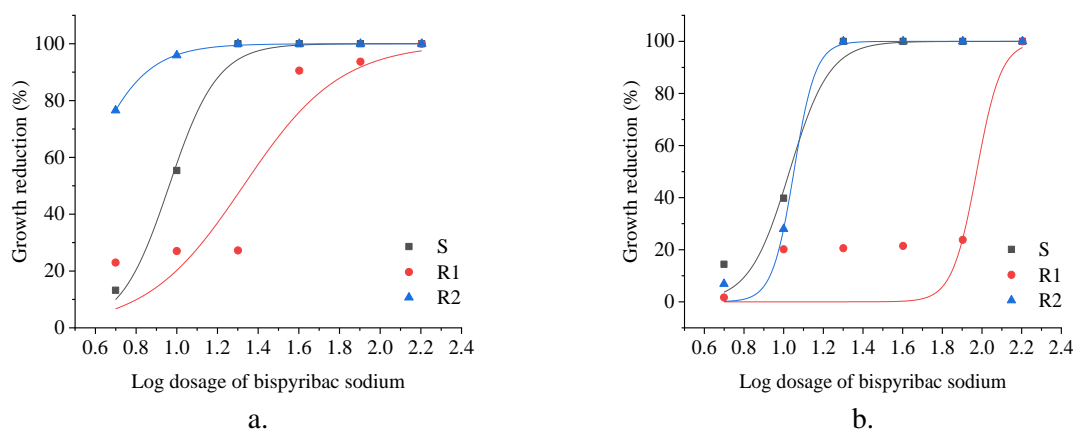 100
80
60
40
20
0
Growth reduction (%)
S
R1
R2
0.6 0.8 1.0 1.2 1.4 1.6 1.8 2.0 2.2 2.4
Log dosage of bispyribac sodium
a.
100
80
60
40
20
0
Growth reduction (%)
S
R1
R2
0.6 0.8 1.0 1.2 1.4 1.6 1.8 2.0 2.2 2.4
Log dosage of bispyribac sodium
b.